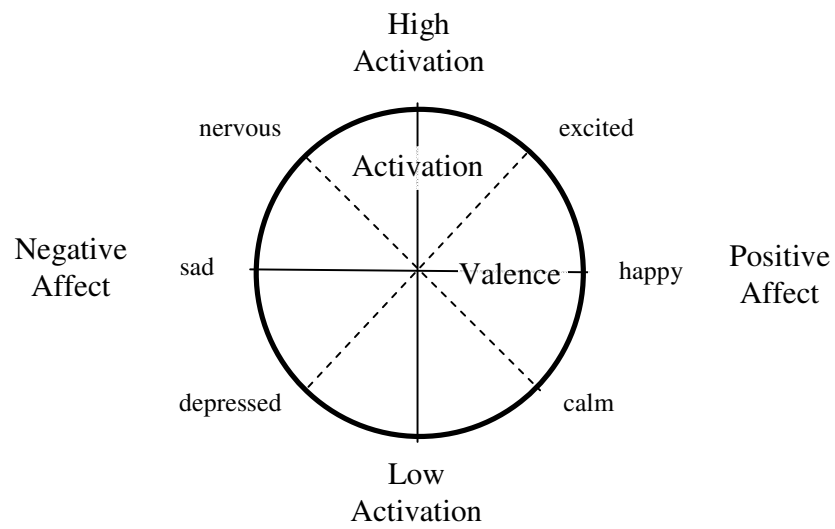 High
Activation
nervous
excited
Activation
Negative
Affect
sad
Valence
happy
Positive
Affect
depressed
calm
Low
Activation